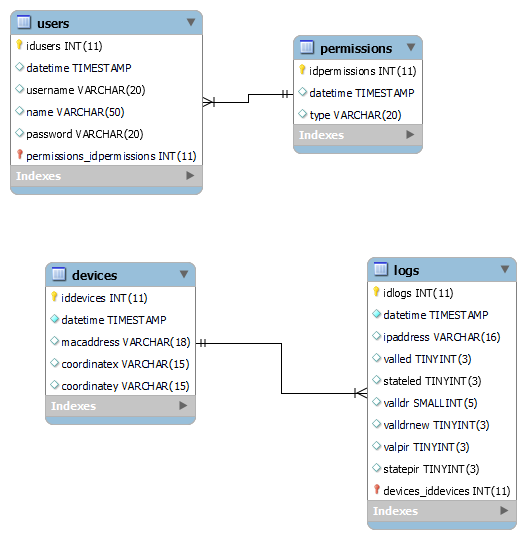 users
idusers INT(11)
datetime TIMESTAMP
username VARCHAR(20)
name VARCHAR(50)
password VARCHAR(20)
permissions_idpermissions INT(11)
Indexes
permissions
idpermissions INT(11)
datetime TIMESTAMP
type VARCHAR(20)
Indexes
devices
iddevices INT(11)
datetime TIMESTAMP
macaddress VARCHAR(18)
coordinatex VARCHAR(15)
coordinatey VARCHAR(15)
Indexes
logs
idlogs INT(11)
datetime TIMESTAMP
ipaddress VARCHAR(16)
valled TINYINT(3)
stateled TINYINT(3)
valldr SMALLINT(5)
valldrnew TINYINT(3)
valpir TINYINT(3)
statepir TINYINT(3)
devices_iddevices INT(11)
Indexes